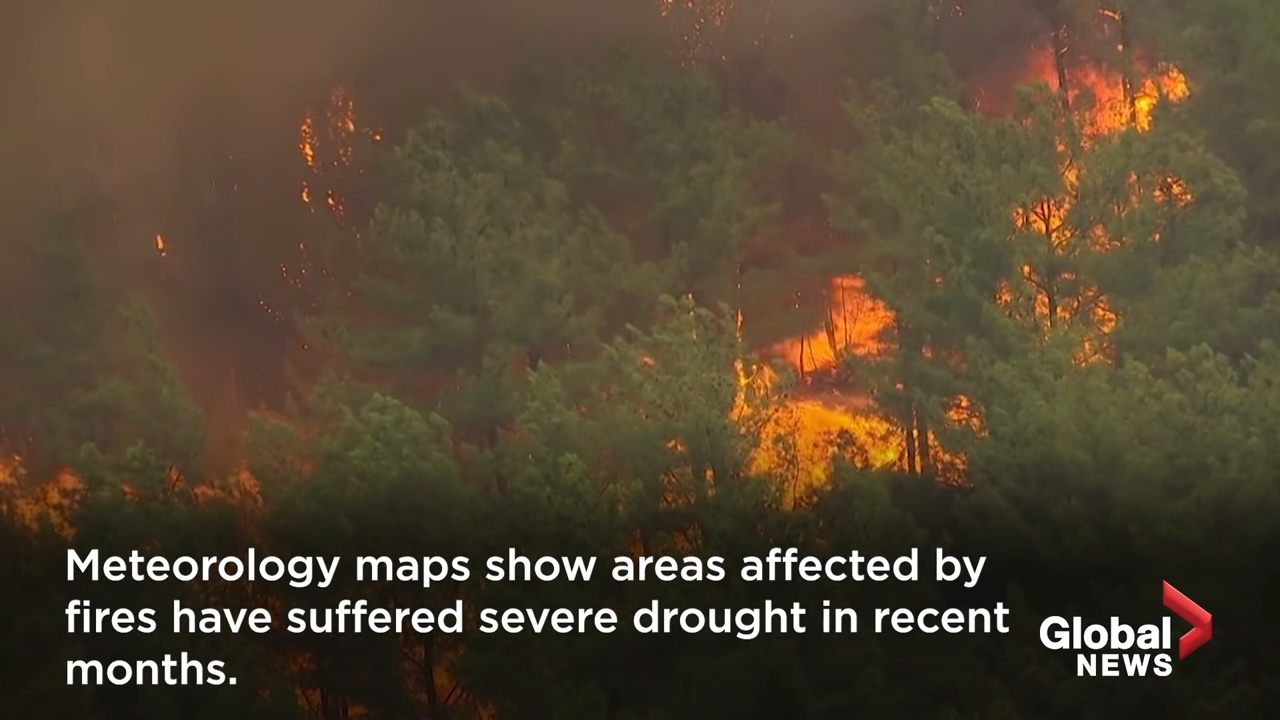 Meteorology maps show areas affected by
fires have suffered severe drought in recent
months.
Global
NEWS